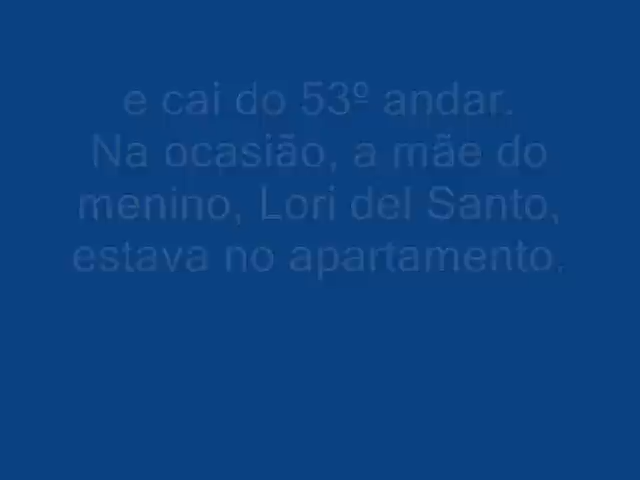 e cai do 53º andar.
Na ocasião, a mãe do
menino, Lori del Santo,
estava no apartamento.